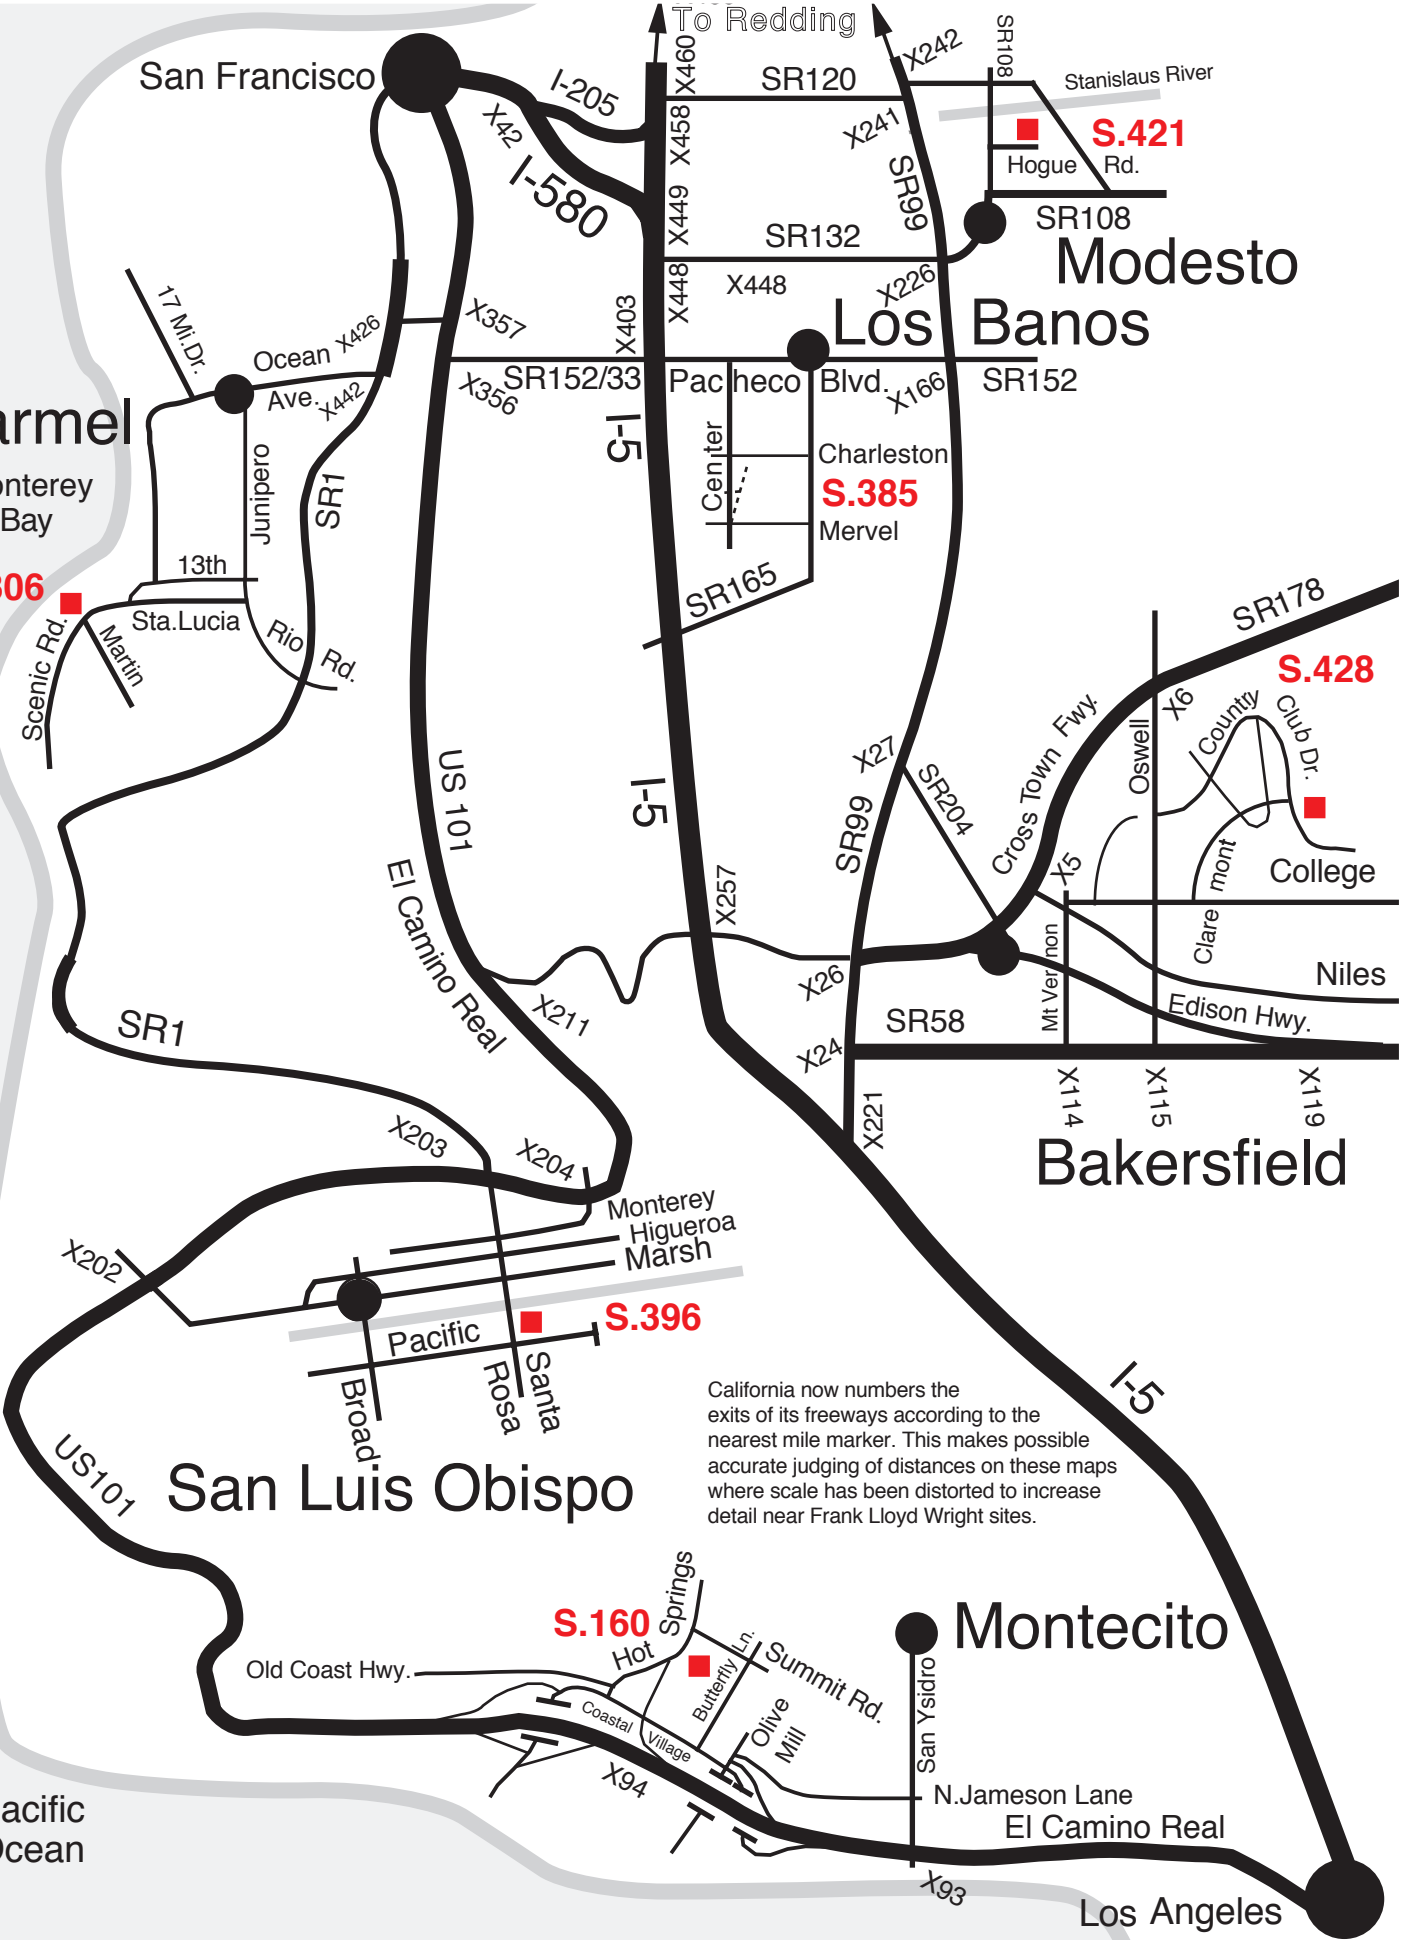 To Redding
San Francisco
I-205
X42
I-580
X460
X458
X449
X448
X403
SR120
X242
X241
SR99
SR108
Stanislaus River
S.421
Hogue Rd.
SR108
Modesto
SR132
X448
X226
Los Banos
X357
X356
SR152/33
Pacheco Blvd.
X166
SR152
I-5
Center
Charleston
S.385
Mervel
SR165
17 Mi.Dr.
Ocean
Ave.
X426
X442
armel
onterey
Bay
Junipero
SR1
13th
306
Sta.Lucia
Rio Rd.
Scenic Rd.
Martin
US 101
El Camino Real
I-5
X257
X27
SR204
SR99
X26
X24
X221
SR58
SR178
S.428
Cross Town Fwy.
Oswell
X6
Country Club Dr.
X5
Mt Vernon
Claremont
College
Niles
Edison Hwy.
X114
X115
X119
Bakersfield
X211
SR1
X203
X204
X202
Monterey
Higueroa
Marsh
Pacific
S.396
Broad
Santa
Rosa
San Luis Obispo
US101
I-5
California now numbers the
exits of its freeways according to the
nearest mile marker. This makes possible
accurate judging of distances on these maps
where scale has been distorted to increase
detail near Frank Lloyd Wright sites.
S.160
Hot Springs
Old Coast Hwy.
Butterfly Ln.
Summit Rd.
Coastal Village
Olive
Mill
X94
Montecito
San Ysidro
N.Jameson Lane
El Camino Real
X93
Los Angeles
acific
Ocean